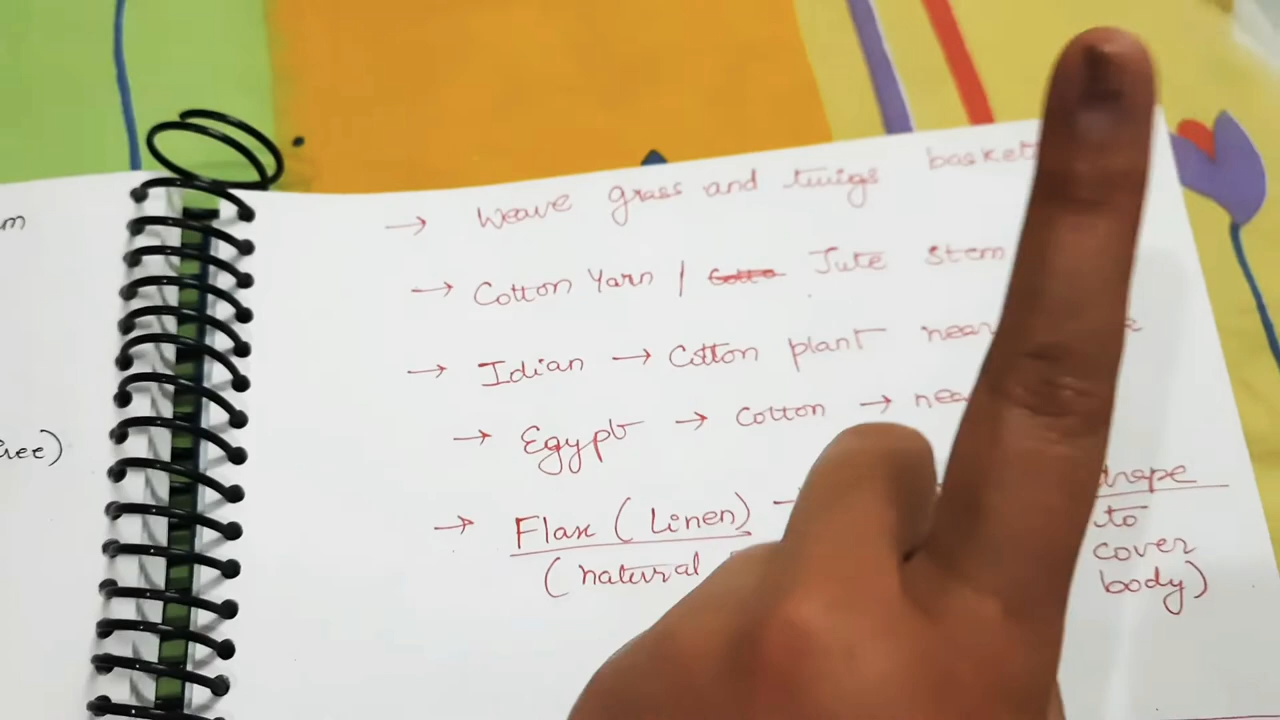 m
→ Weave grass and twigs basket
→ Cotton Yarn / Jute stem
→ Idian → Cotton plant near
→ Egypt → Cotton →
→ Flax (Linen) →
(natural
to
cover
body)